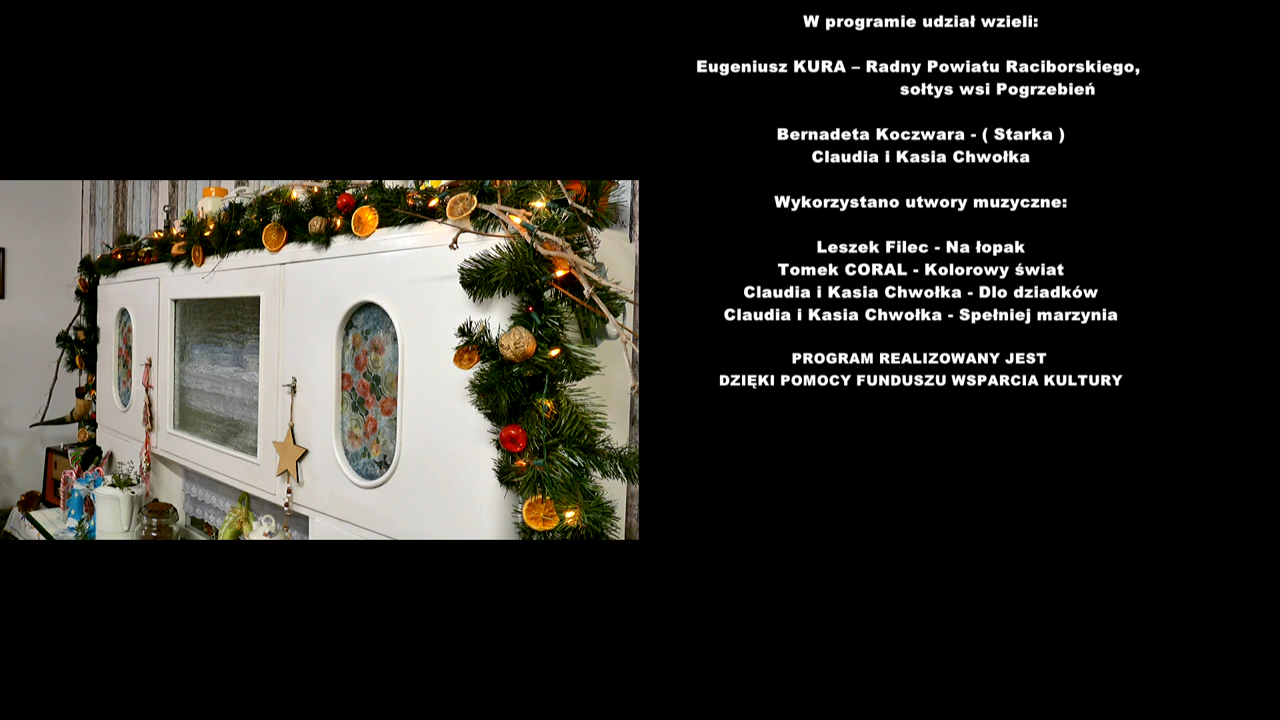 W programie udział wzieli:
Eugeniusz KURA – Radny Powiatu Raciborskiego,
sołtys wsi Pogrzebień
Bernadeta Koczwara - ( Starka )
Claudia i Kasia Chwołka
Wykorzystano utwory muzyczne:
Leszek Filec - Na łopak
Tomek CORAL - Kolorowy świat
Claudia i Kasia Chwołka - Dlo dziadków
Claudia i Kasia Chwołka - Spełniej marzynia
PROGRAM REALIZOWANY JEST
DZIĘKI POMOCY FUNDUSZU WSPARCIA KULTURY